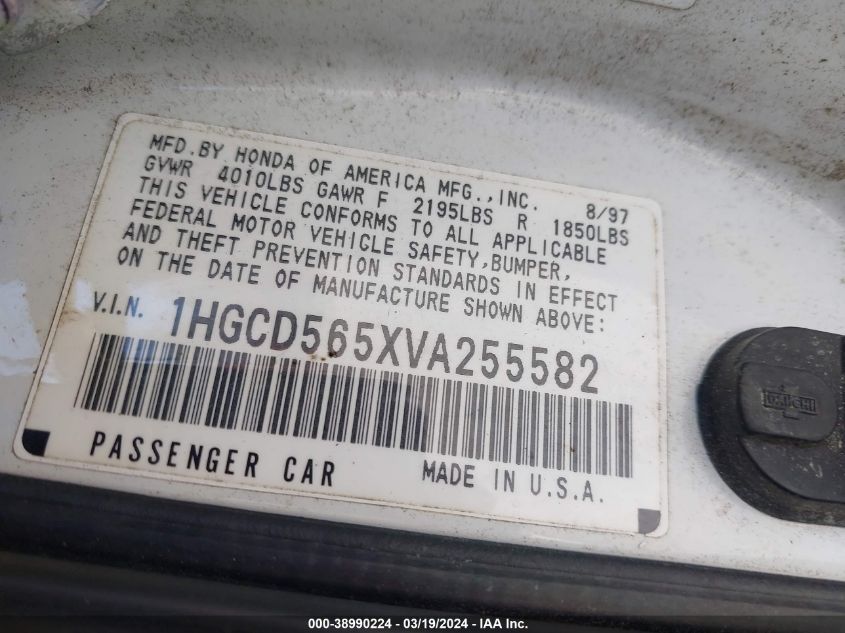 MFD.BY HONDA OF AMERICA MFG.,INC. 8/97
GVWR 4010LBS GAWR F 2195LBS R 1850LBS
THIS VEHICLE CONFORMS TO ALL APPLICABLE
FEDERAL MOTOR VEHICLE SAFETY,BUMPER,
AND THEFT PREVENTION STANDARDS IN EFFECT
ON THE DATE OF MANUFACTURE SHOWN ABOVE:
V.I.N. 1HGCD565XVA255582
PASSENGER CAR MADE IN U.S.A.
000-38990224 - 03/19/2024 - IAA Inc.